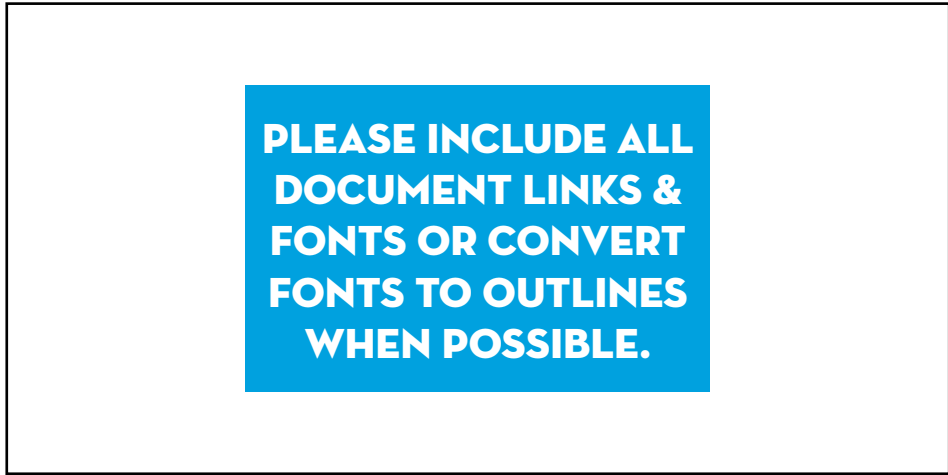 PLEASE INCLUDE ALL
DOCUMENT LINKS &
FONTS OR CONVERT
FONTS TO OUTLINES
WHEN POSSIBLE.